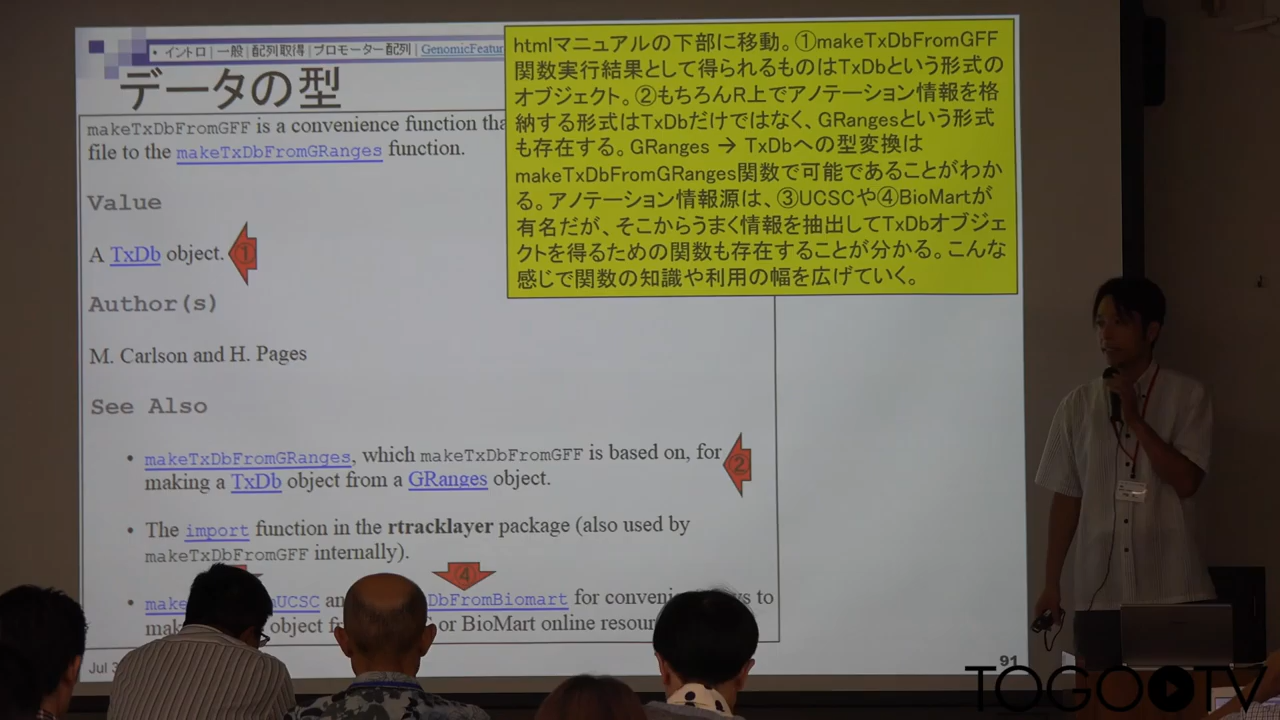 • イントロ | 一般 | 配列取得 | プロモーター配列 | GenomicFeatur
データの型
makeTxDbFromGFF is a convenience function tha
file to the makeTxDbFromGRanges function.
Value
A TxDb object. ①
Author(s)
M. Carlson and H. Pages
See Also
• makeTxDbFromGRanges, which makeTxDbFromGFF is based on, for
making a TxDb object from a GRanges object. ②
• The import function in the rtracklayer package (also used by
makeTxDbFromGFF internally).
④
• make UCSC an DbFromBiomart for convenie ys to
mak object f or BioMart online resour
htmlマニュアルの下部に移動。①makeTxDbFromGFF
関数実行結果として得られるものはTxDbという形式の
オブジェクト。②もちろんR上でアノテーション情報を格
納する形式はTxDbだけではなく、GRangesという形式
も存在する。GRanges → TxDbへの型変換は
makeTxDbFromGRanges関数で可能であることがわか
る。アノテーション情報源は、③UCSCや④BioMartが
有名だが、そこからうまく情報を抽出してTxDbオブジェ
クトを得るための関数も存在することが分かる。こんな
感じで関数の知識や利用の幅を広げていく。
Jul 3
91
TOGO TV